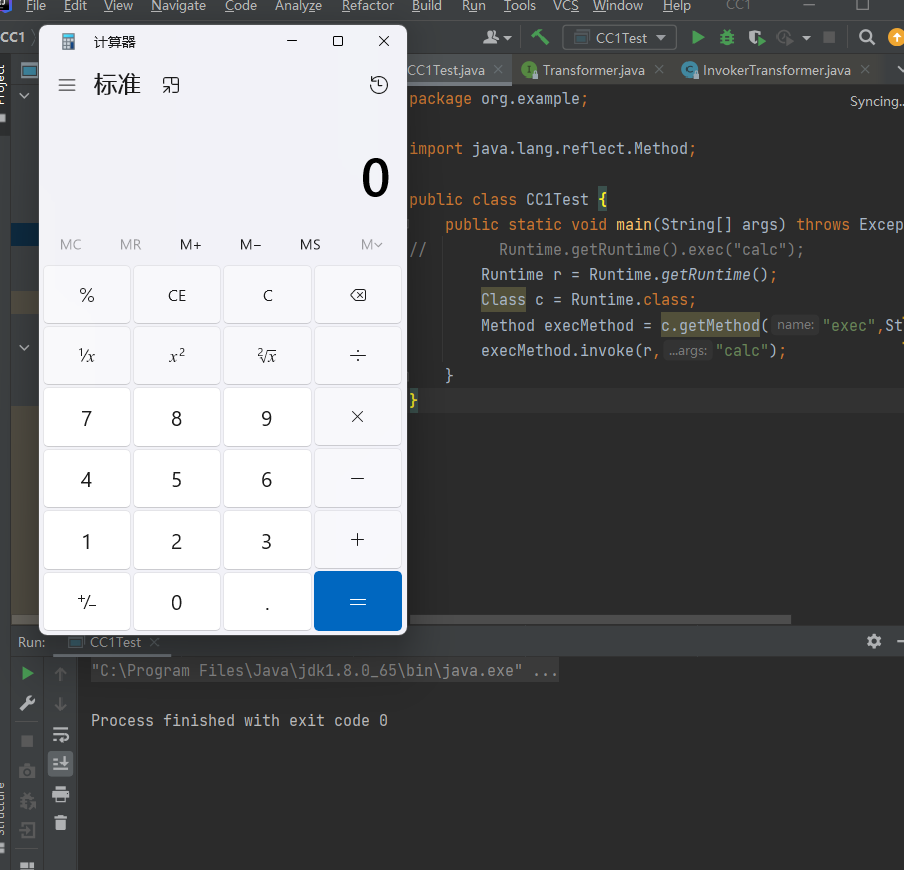 File Edit View Navigate Code Analyze Refactor Build Run Tools VCS Window Help CC1
CC1
CC1Test
计算器
标准
0
MC MR M+ M− MS M
% CE C
¹/x x² ²√x ÷
7 8 9 ×
4 5 6 −
1 2 3 +
+/− 0 . =
Project
CC1Test.java Transformer.java InvokerTransformer.java
Syncing..
package org.example;
import java.lang.reflect.Method;
public class CC1Test {
public static void main(String[] args) throws Excep
// Runtime.getRuntime().exec("calc");
Runtime r = Runtime.getRuntime();
Class c = Runtime.class;
Method execMethod = c.getMethod( name: "exec",St
execMethod.invoke(r, ...args: "calc");
}
}
Run: CC1Test
"C:\Program Files\Java\jdk1.8.0_65\bin\java.exe" ...
Process finished with exit code 0
Structure